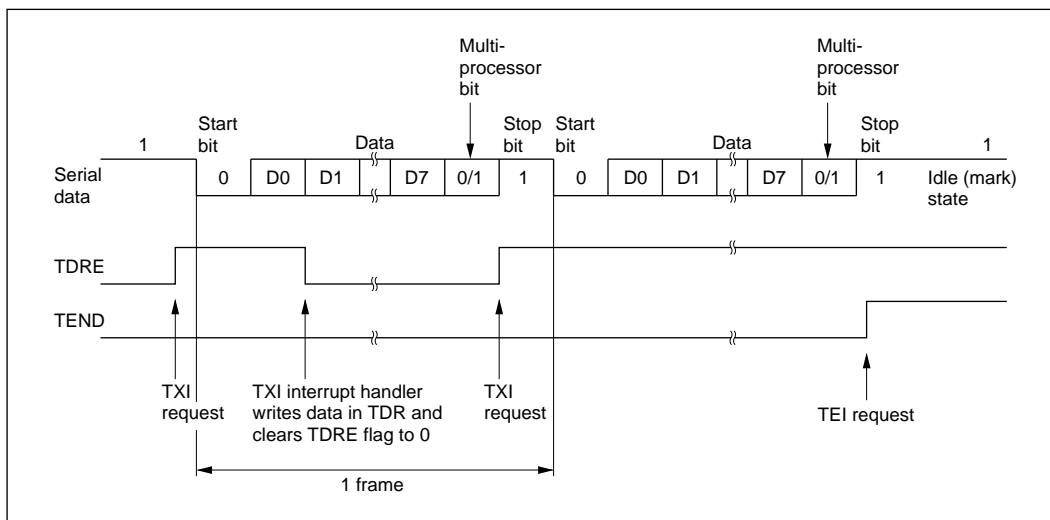 Multi-
processor
bit
Multi-
processor
bit
1
Start
bit
Data
Stop
bit
Start
bit
Data
Stop
bit
1
Serial
data
0 D0 D1 D7 0/1 1 0 D0 D1 D7 0/1 1
Idle (mark)
state
TDRE
TEND
TXI
request
TXI interrupt handler
writes data in TDR and
clears TDRE flag to 0
TXI
request
TEI request
1 frame